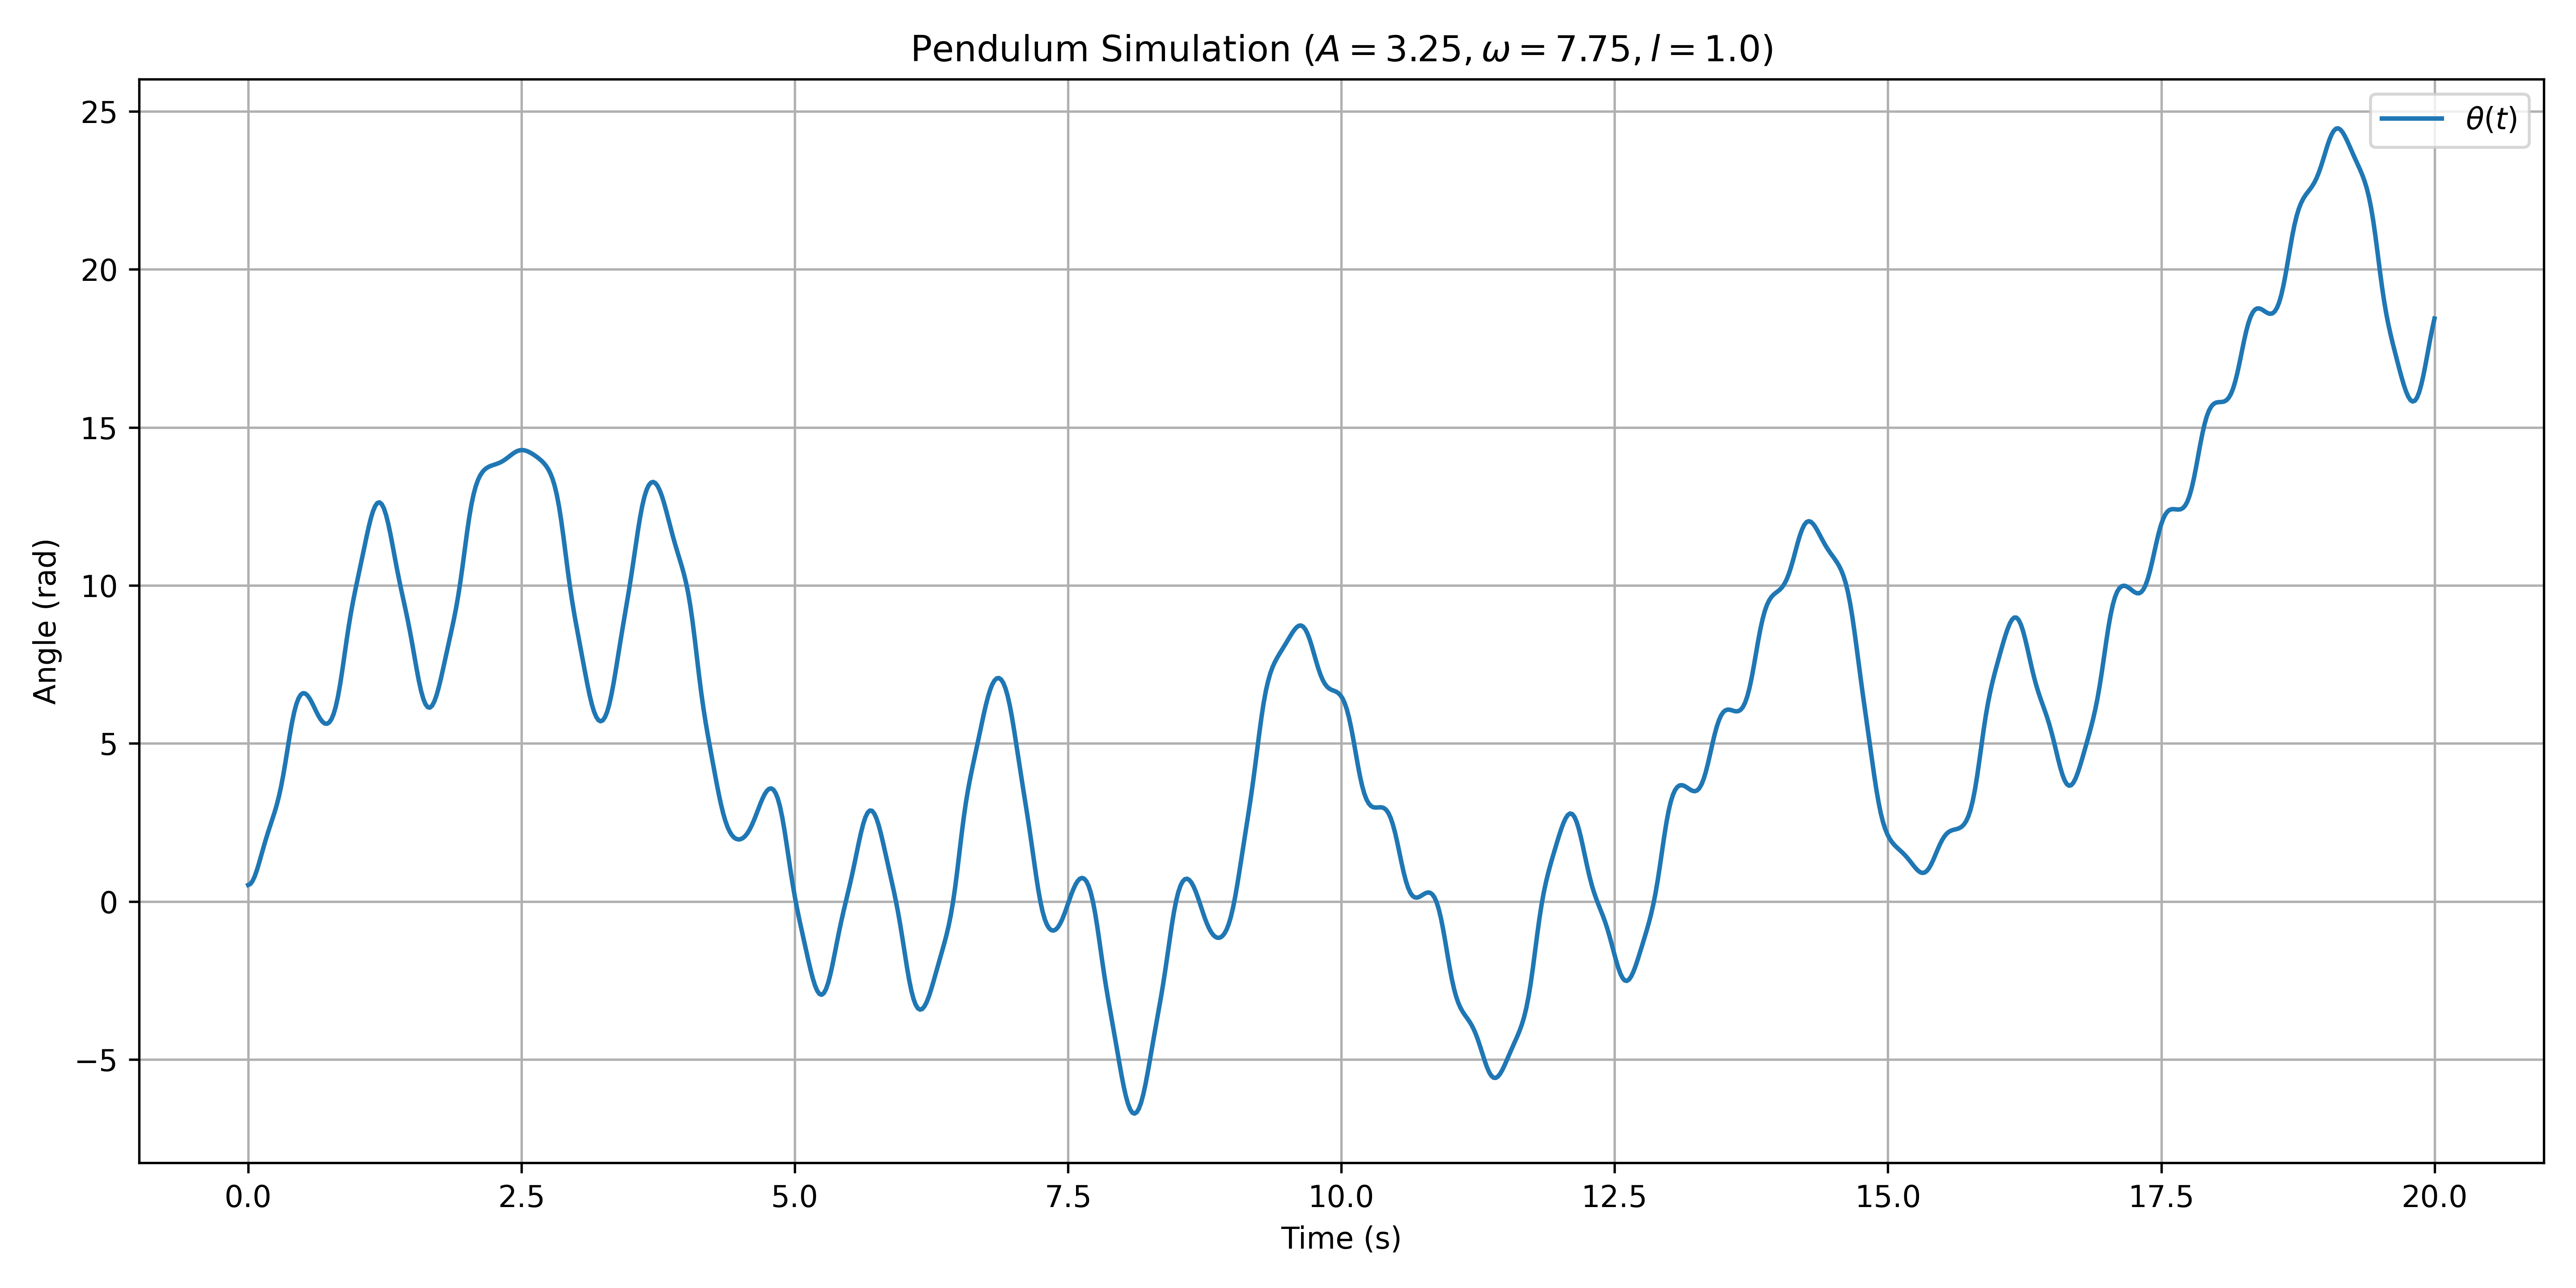 Pendulum Simulation (A = 3.25, ω = 7.75, l = 1.0)
θ(t)
25
20
15
10
5
0
−5
Angle (rad)
0.0 2.5 5.0 7.5 10.0 12.5 15.0 17.5 20.0
Time (s)